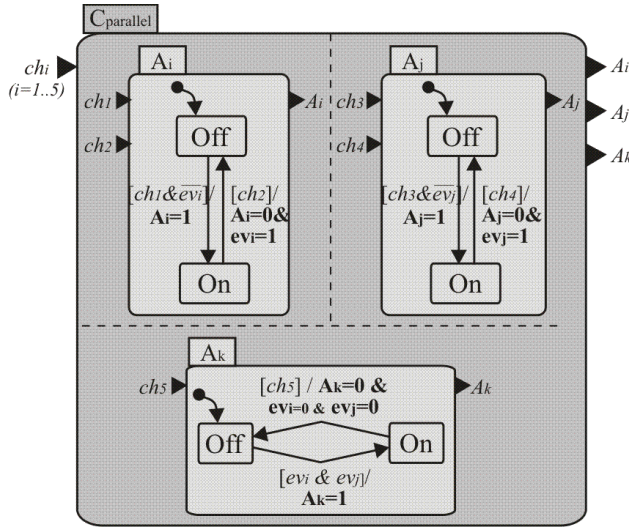 Cparallel
chi
(i=1..5)
Ai
ch1
ch2
Off
[ch1&e̅v̅i̅]/
Ai=1
[ch2]/
Ai=0&
evi=1
On
Ai
Aj
ch3
ch4
Off
[ch3&e̅v̅j̅]/
Aj=1
[ch4]/
Aj=0&
evj=1
On
Aj
Ai
Aj
Ak
Ak
ch5
[ch5] / Ak=0 &
evi=0 & evj=0
Off
On
[evi & evj]/
Ak=1
Ak